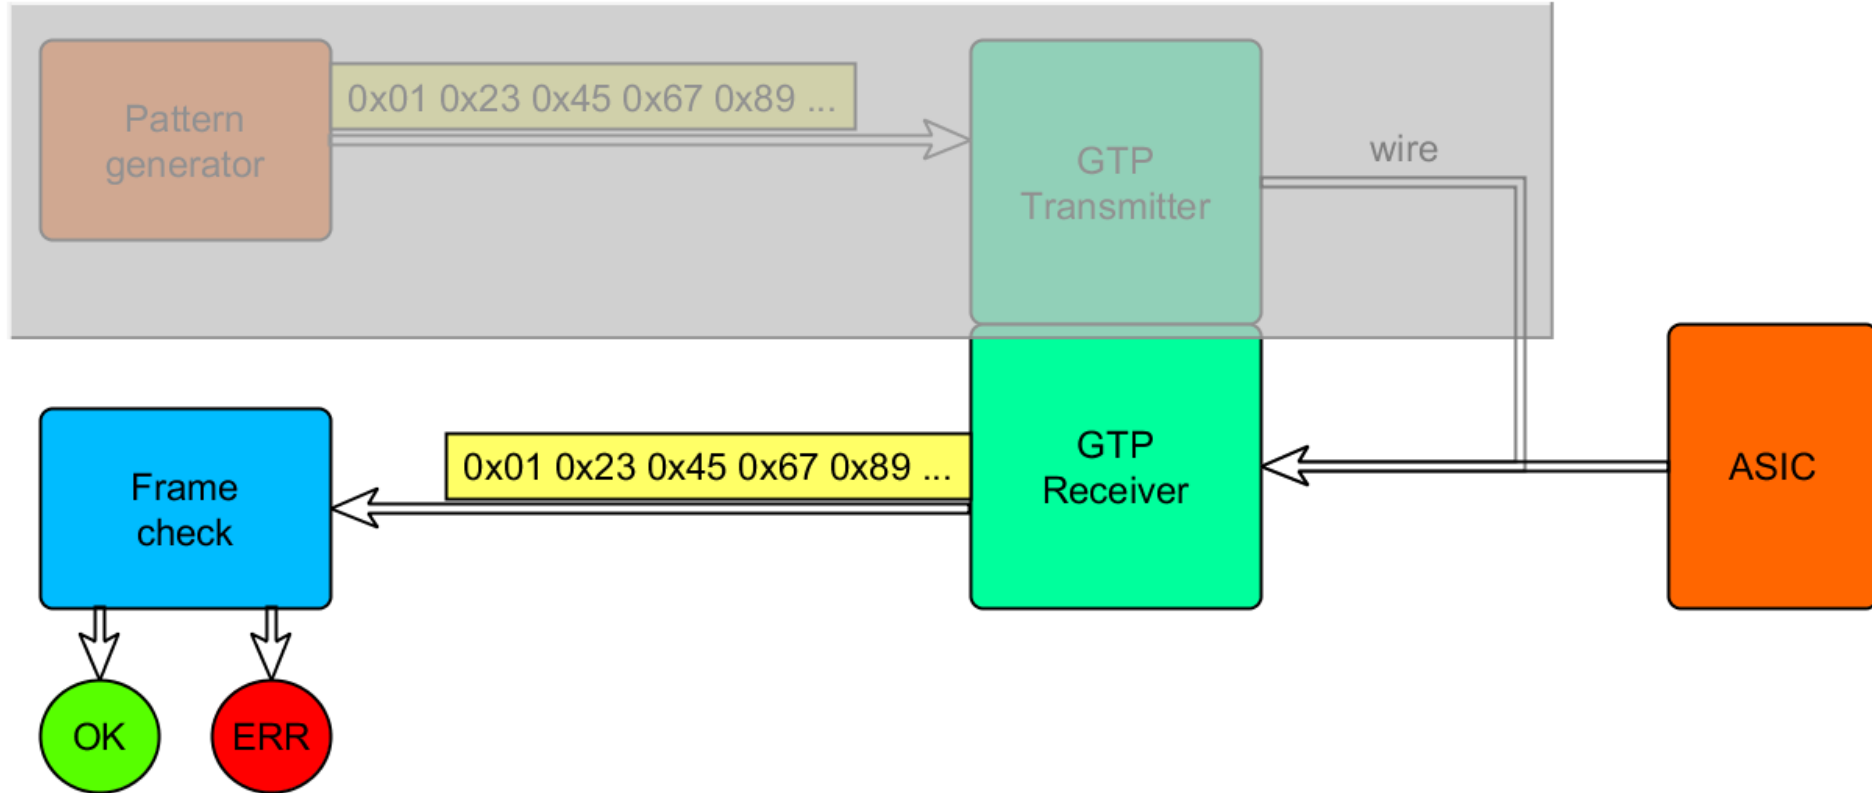 Pattern
generator
0x01 0x23 0x45 0x67 0x89 ...
GTP
Transmitter
wire
Frame
check
0x01 0x23 0x45 0x67 0x89 ...
GTP
Receiver
ASIC
OK
ERR